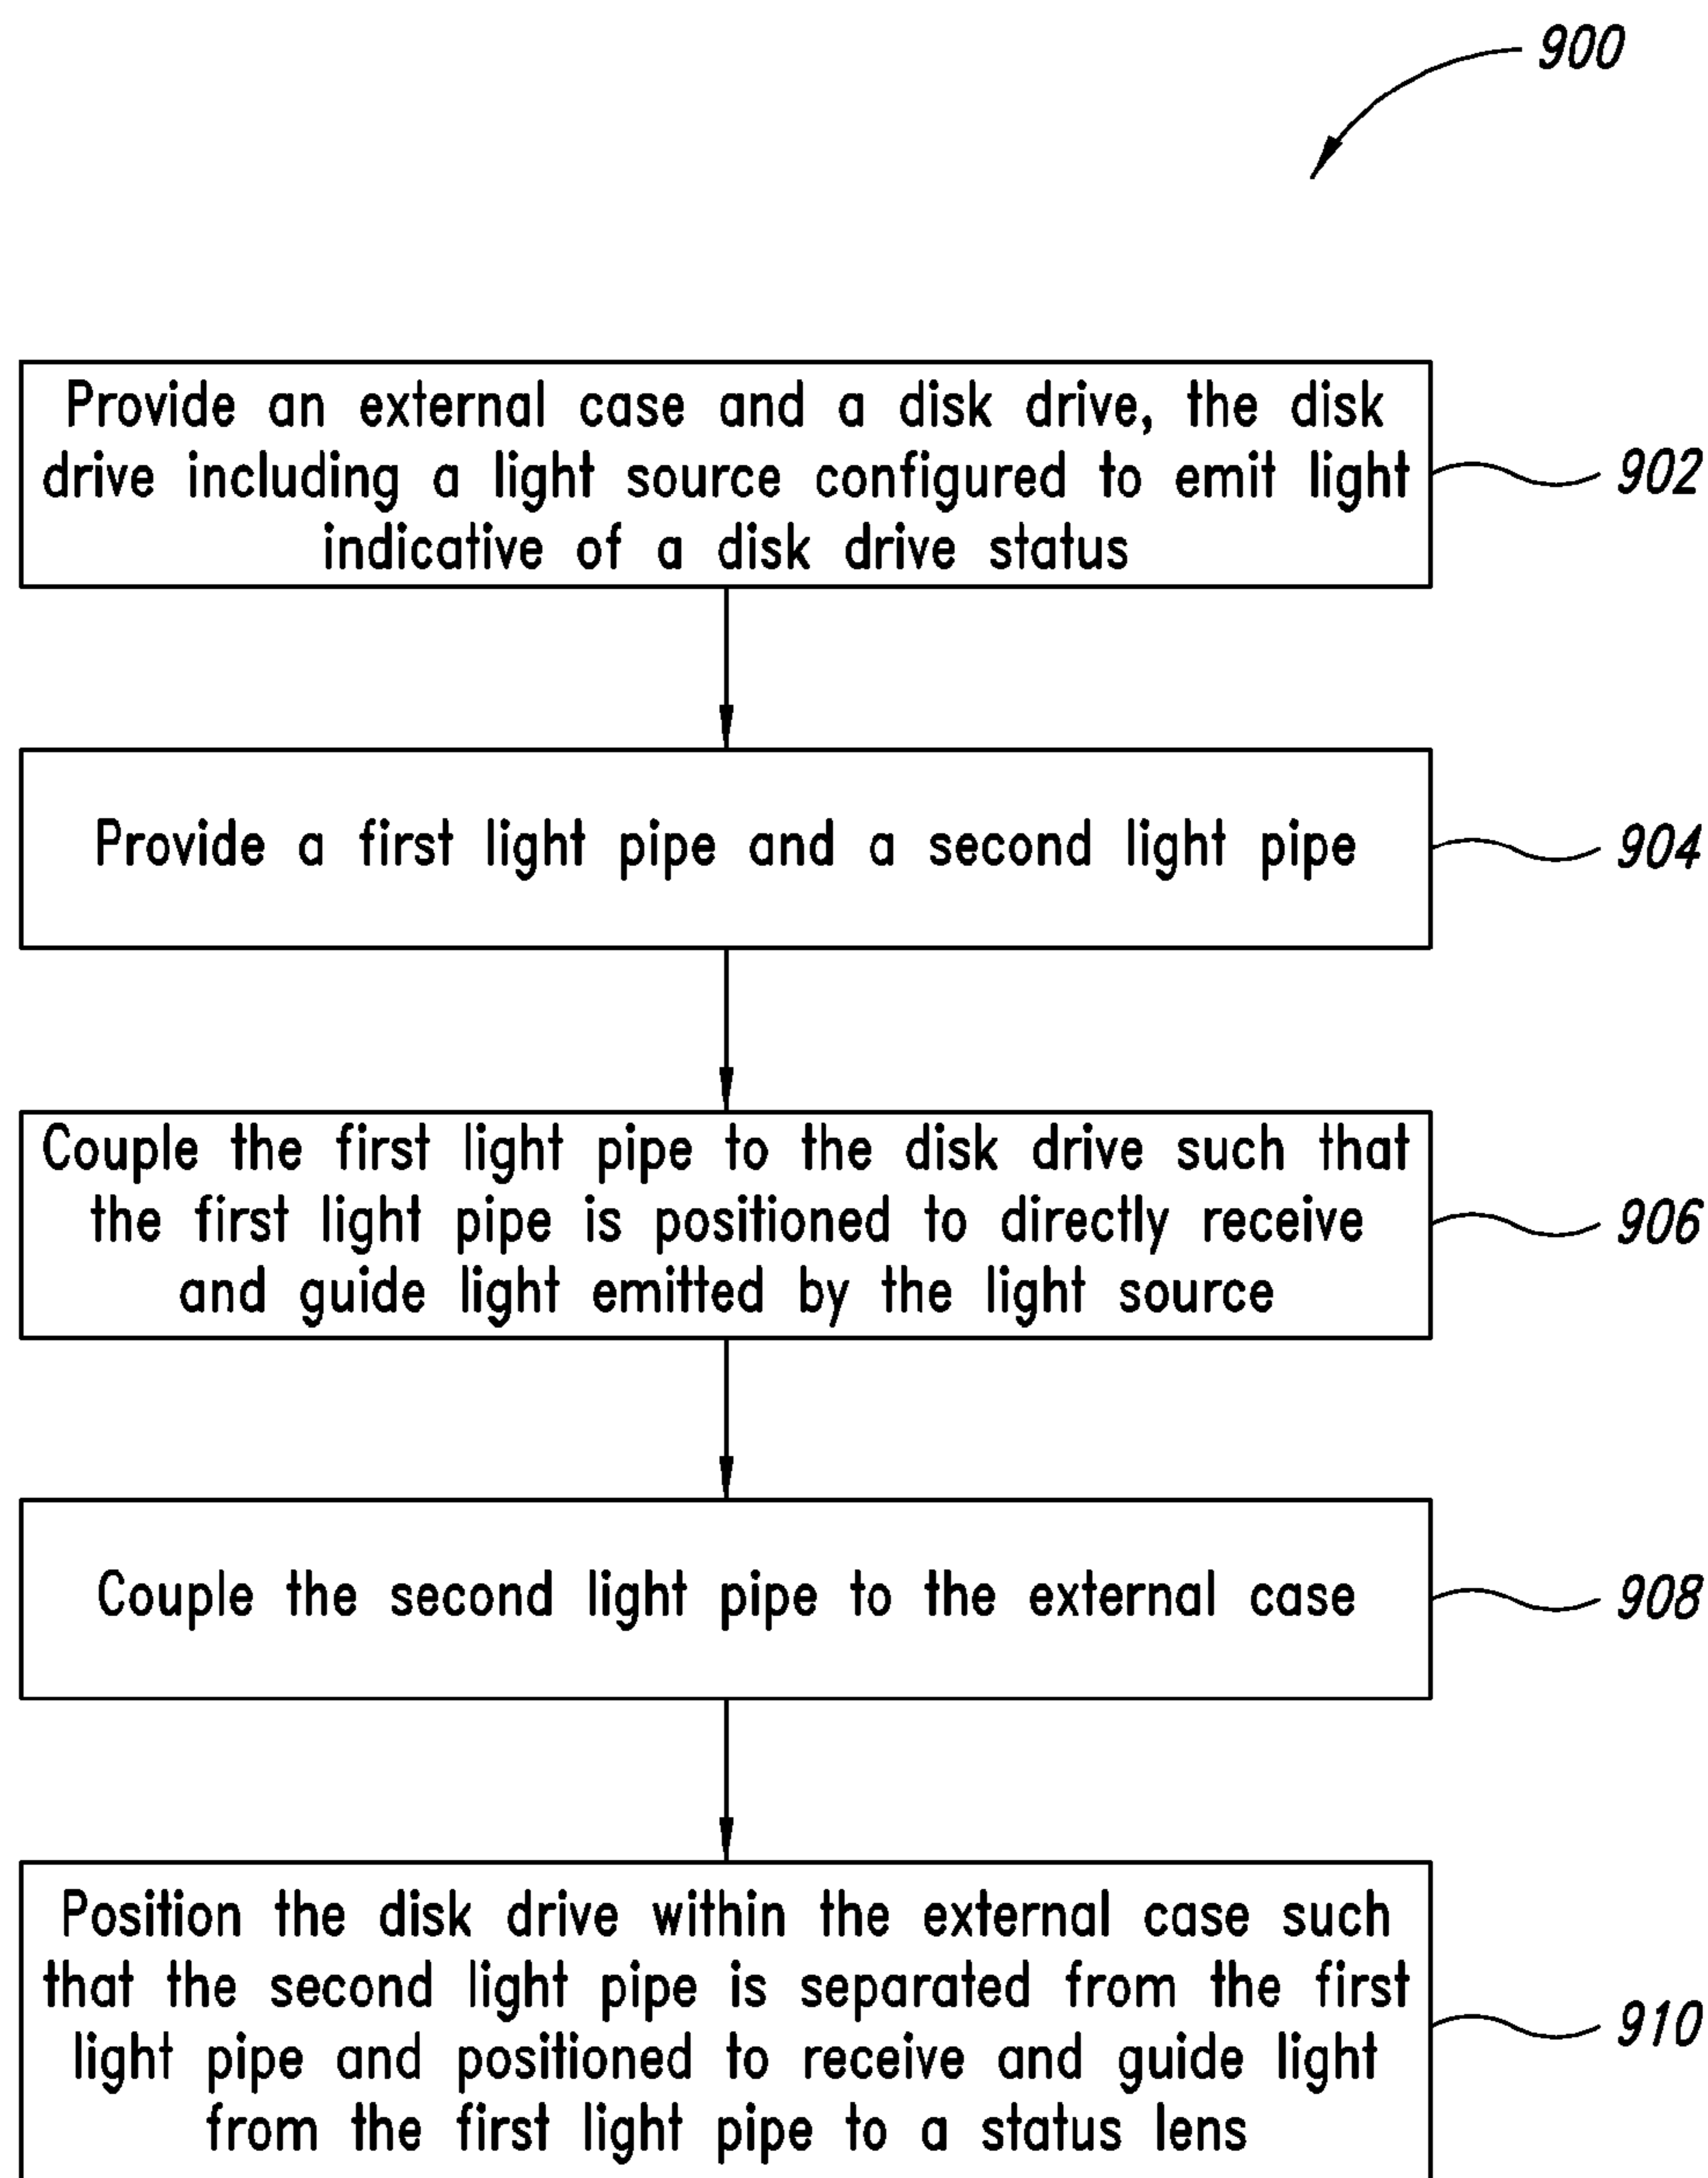 900
Provide an external case and a disk drive, the disk
drive including a light source configured to emit light
indicative of a disk drive status
902
Provide a first light pipe and a second light pipe
904
Couple the first light pipe to the disk drive such that
the first light pipe is positioned to directly receive
and guide light emitted by the light source
906
Couple the second light pipe to the external case
908
Position the disk drive within the external case such
that the second light pipe is separated from the first
light pipe and positioned to receive and guide light
from the first light pipe to a status lens
910